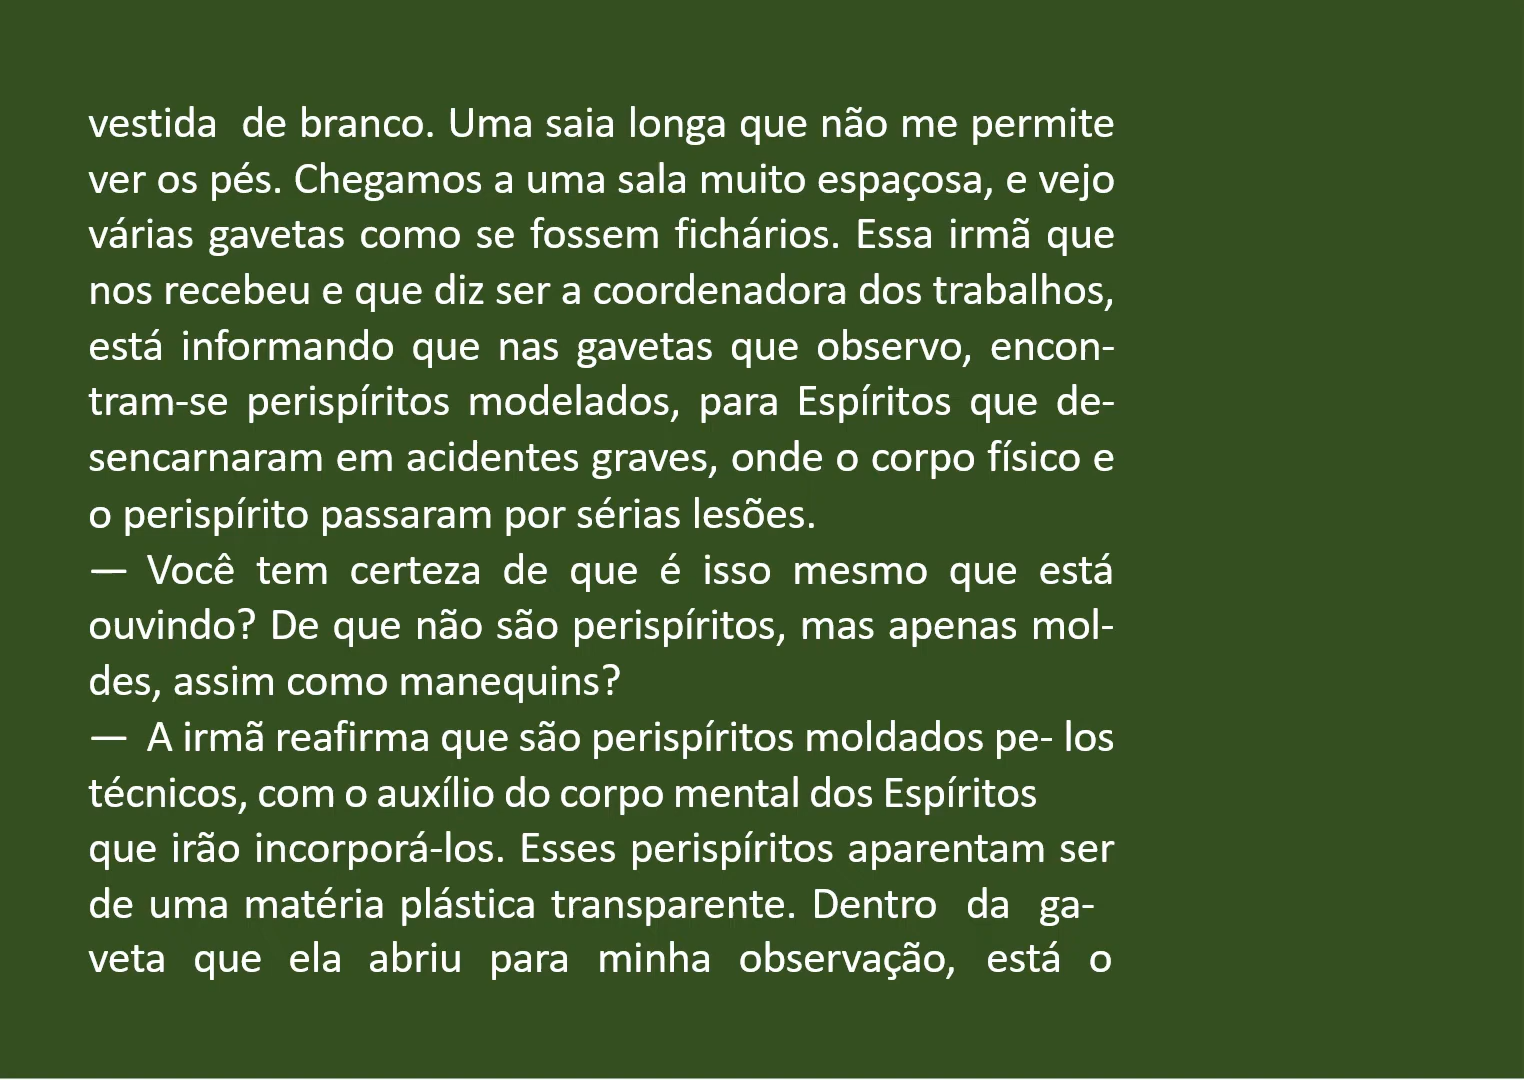 vestida de branco. Uma saia longa que não me permite
ver os pés. Chegamos a uma sala muito espaçosa, e vejo
várias gavetas como se fossem fichários. Essa irmã que
nos recebeu e que diz ser a coordenadora dos trabalhos,
está informando que nas gavetas que observo, encon-
tram-se perispíritos modelados, para Espíritos que de-
sencarnaram em acidentes graves, onde o corpo físico e
o perispírito passaram por sérias lesões.
— Você tem certeza de que é isso mesmo que está
ouvindo? De que não são perispíritos, mas apenas mol-
des, assim como manequins?
— A irmã reafirma que são perispíritos moldados pe- los
técnicos, com o auxílio do corpo mental dos Espíritos
que irão incorporá-los. Esses perispíritos aparentam ser
de uma matéria plástica transparente. Dentro da ga-
veta que ela abriu para minha observação, está o